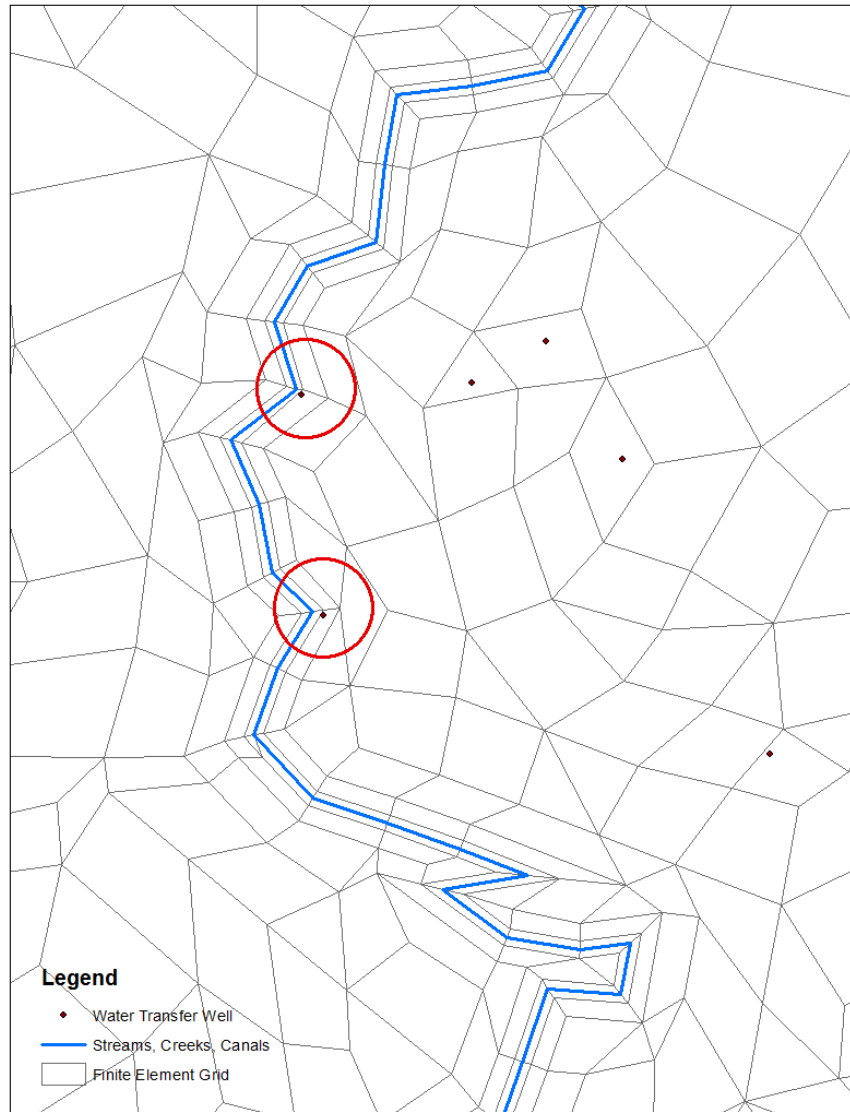 Legend
Water Transfer Well
Streams, Creeks, Canals
Finite Element Grid